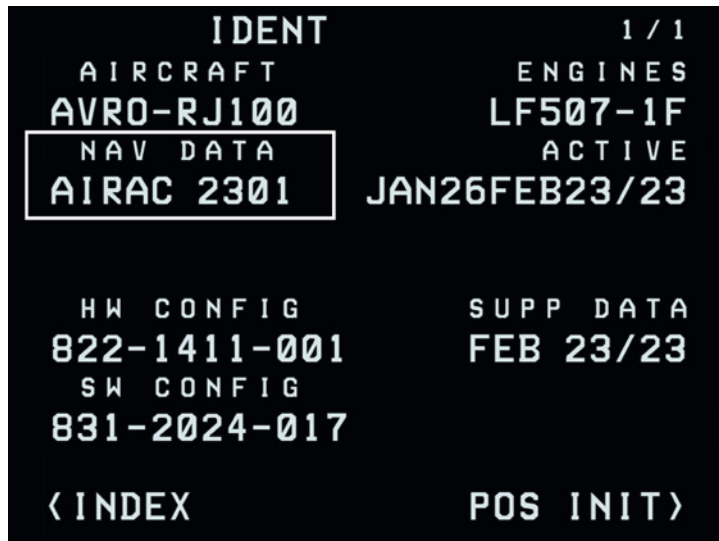 IDENT 1/1
AIRCRAFT ENGINES
AVRO-RJ100 LF507-1F
NAV DATA ACTIVE
AIRAC 2301 JAN26FEB23/23
HW CONFIG SUPP DATA
822-1411-001 FEB 23/23
SW CONFIG
831-2024-017
<INDEX POS INIT>